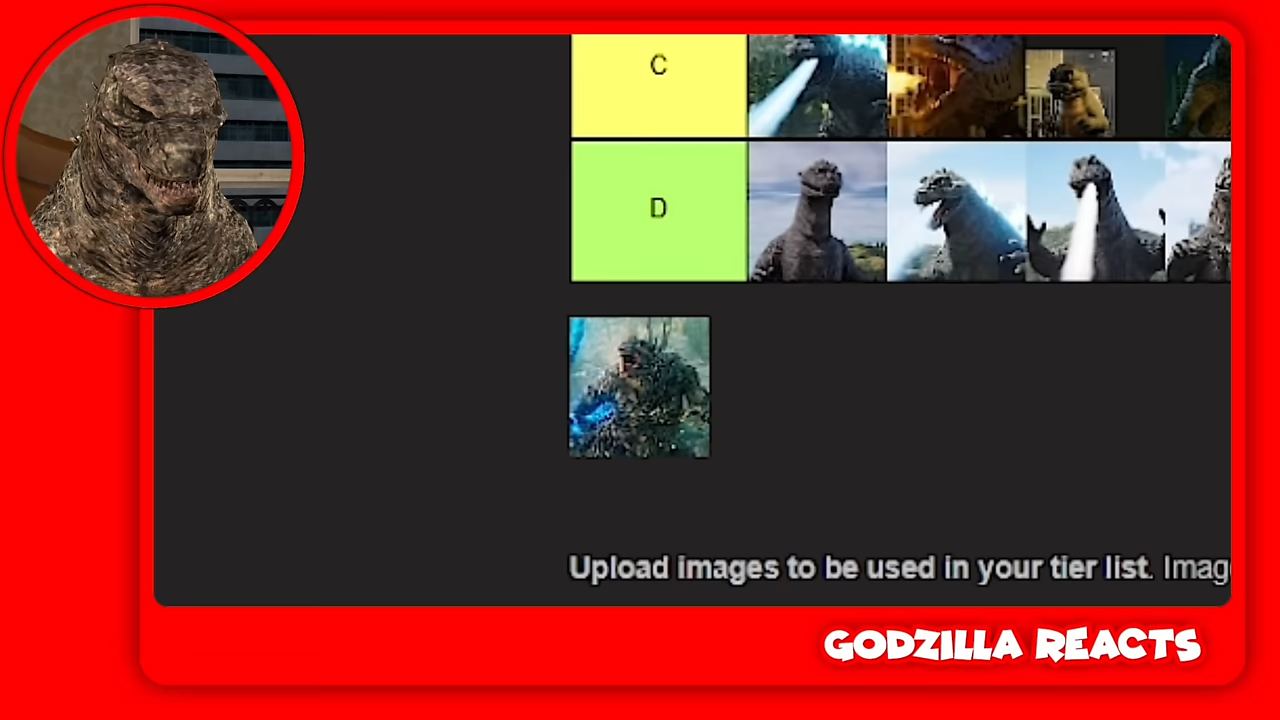 C
D
Upload images to be used in your tier list. Imag
GODZILLA REACTS